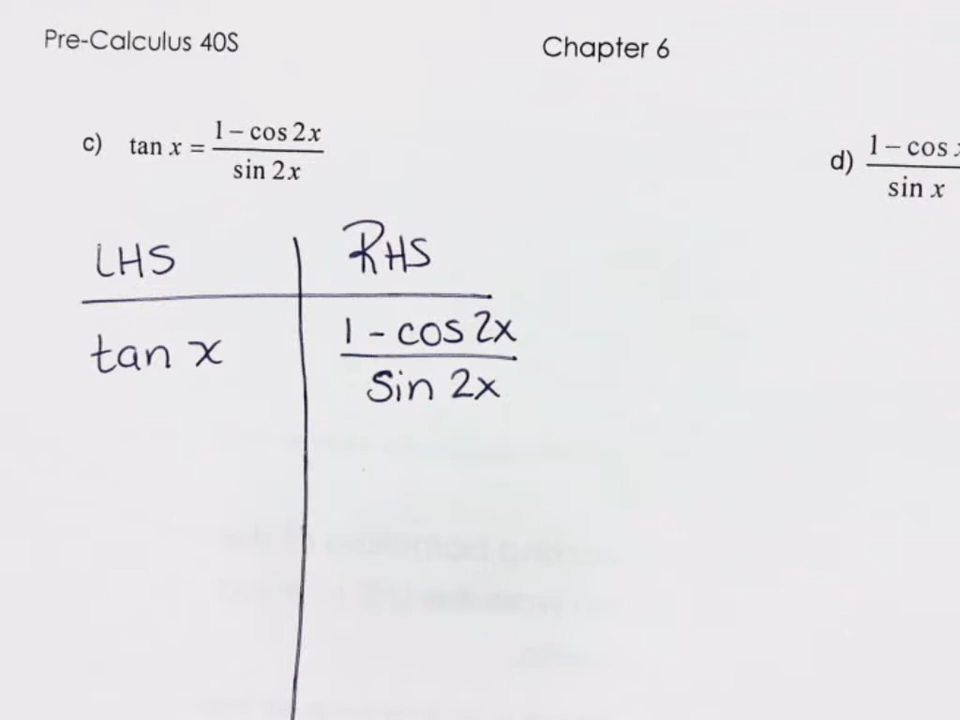 Pre-Calculus 40S Chapter 6
c) tan x = (1 – cos 2x)/(sin 2x)
d) 1 – cos
sin x
LHS RHS
tan x
1 - cos 2x
sin 2x